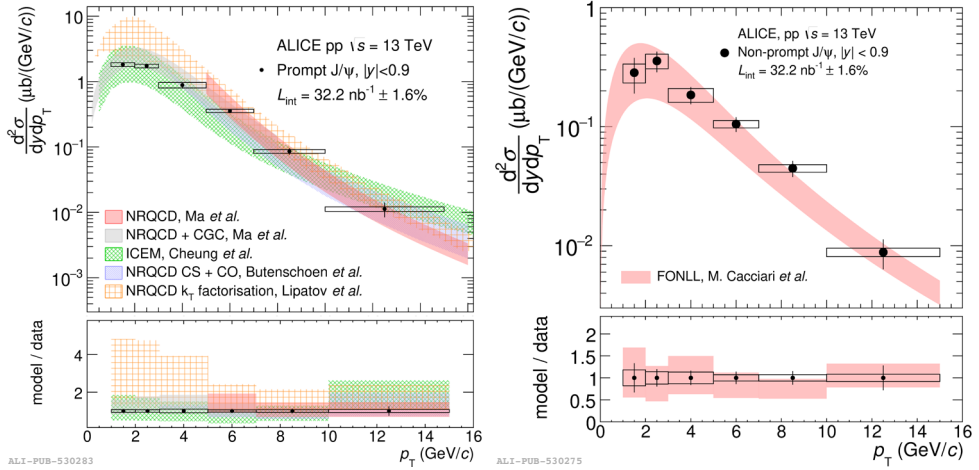 ALICE pp √s = 13 TeV
Prompt J/ψ, |y|<0.9
L_int = 32.2 nb⁻¹ ± 1.6%
d²σ/dydp_T (μb/(GeV/c))
10
1
10⁻¹
10⁻²
10⁻³
NRQCD, Ma et al.
NRQCD + CGC, Ma et al.
ICEM, Cheung et al.
NRQCD CS + CO, Butenschoen et al.
NRQCD k_T factorisation, Lipatov et al.
model / data
4
2
0 2 4 6 8 10 12 14 16
p_T (GeV/c)
ALI-PUB-530283
ALICE, pp √s = 13 TeV
Non-prompt J/ψ, |y| < 0.9
L_int = 32.2 nb⁻¹ ± 1.6%
d²σ/dydp_T (μb/(GeV/c))
1
10⁻¹
10⁻²
FONLL, M. Cacciari et al.
model / data
2
1.5
1
0.5
0
0 2 4 6 8 10 12 14 16
p_T (GeV/c)
ALI-PUB-530275